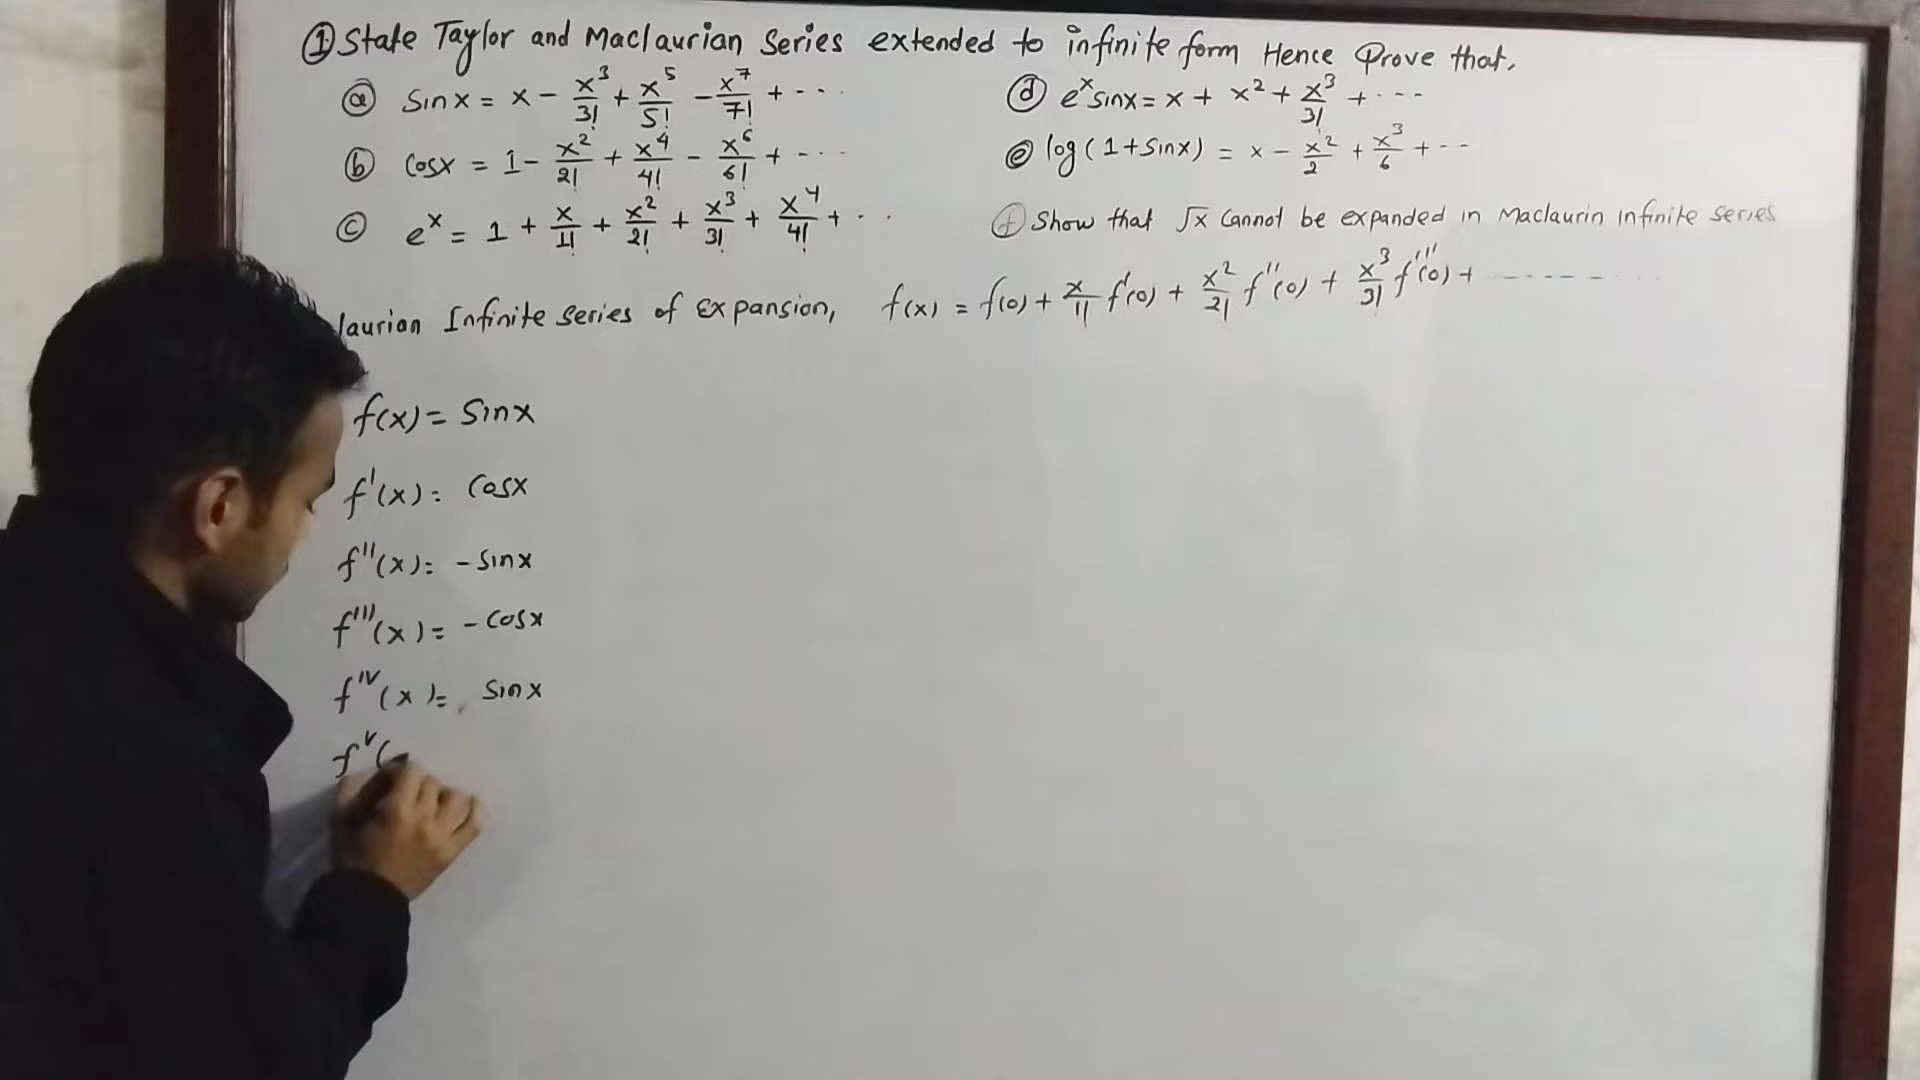 ① State Taylor and Maclaurian Series extended to infinite form Hence Prove that,
ⓐ Sinx = x - x³/3! + x⁵/5! - x⁷/7! + ...
ⓑ Cosx = 1 - x²/2! + x⁴/4! - x⁶/6! + ...
ⓒ eˣ = 1 + x/1! + x²/2! + x³/3! + x⁴/4! + ...
ⓓ eˣsinx = x + x² + x³/3! + ...
ⓔ log(1+Sinx) = x - x²/2 + x³/6 + --
ⓕ Show that √x Cannot be expanded in Maclaurin Infinite series
laurian Infinite series of expansion, f(x) = f(0) + x/1! f'(0) + x²/2! f''(0) + x³/3! f'''(0) + ........
f(x) = Sinx
f'(x) = Cosx
f''(x) = -Sinx
f'''(x) = -Cosx
fᴵⱽ(x) = Sinx
fⱽ(